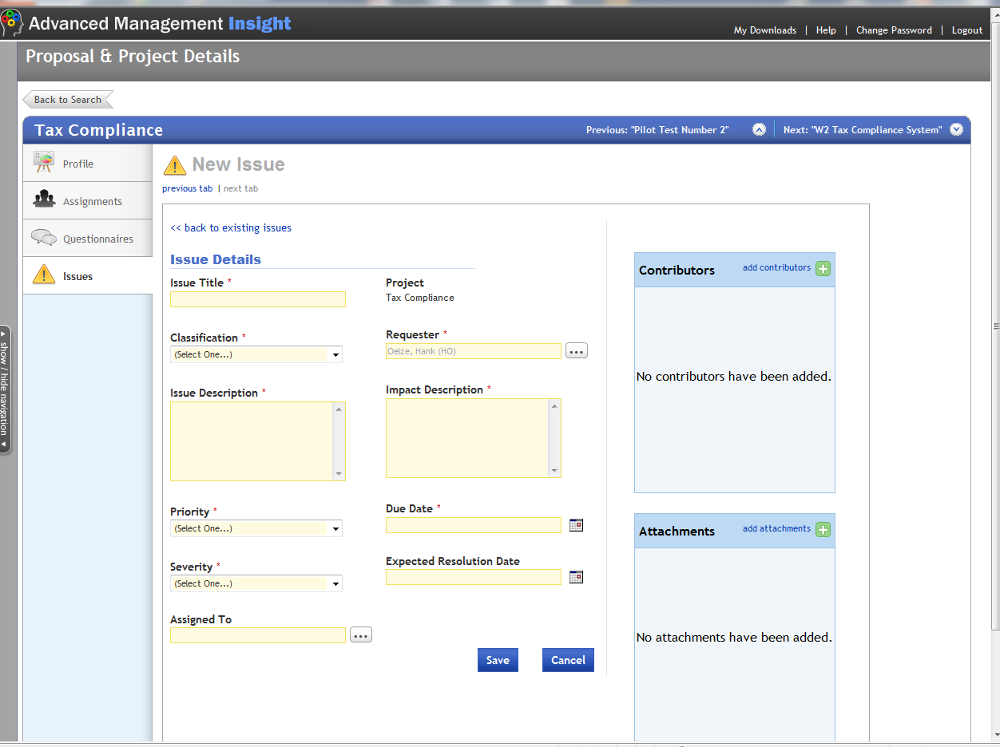 Advanced Management Insight
My Downloads | Help | Change Password | Logout
Proposal & Project Details
Back to Search
Tax Compliance
Previous: "Pilot Test Number 2"
Next: "W2 Tax Compliance System"
Profile
Assignments
Questionnaires
Issues
show / hide navigation
New Issue
previous tab | next tab
<< back to existing issues
Issue Details
Issue Title *
Project
Tax Compliance
Classification *
(Select One...)
Requester *
Oelze, Hank (HO)
...
Issue Description *
Impact Description *
Priority *
(Select One...)
Due Date *
Severity *
(Select One...)
Expected Resolution Date
Assigned To
...
Save
Cancel
Contributors
add contributors
No contributors have been added.
Attachments
add attachments
No attachments have been added.